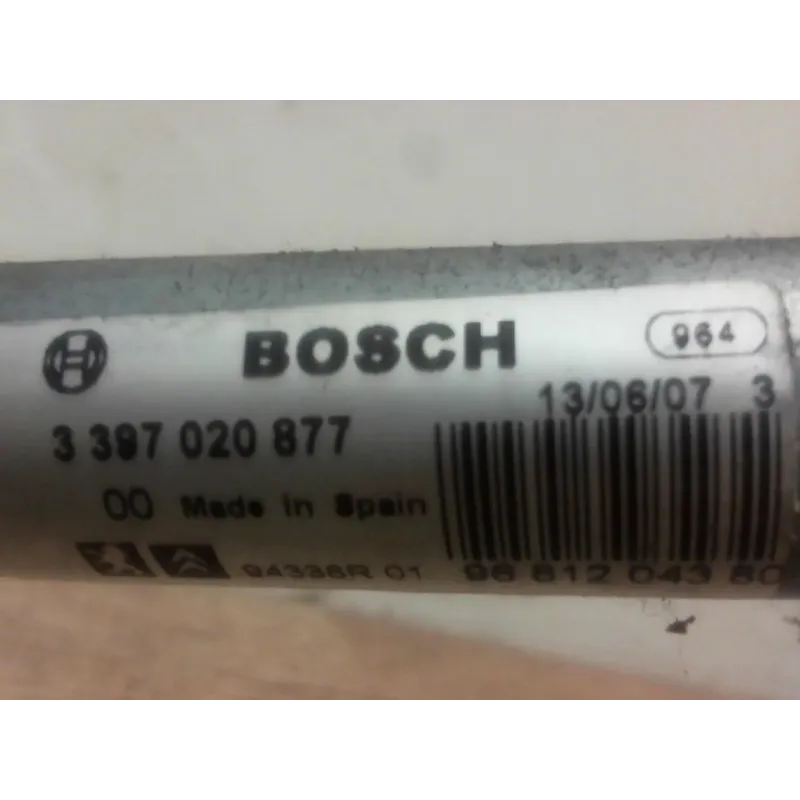 BOSCH
964
13/06/07 3
3 397 020 877
00 Made in Spain
94336R 01
96 812 043 80